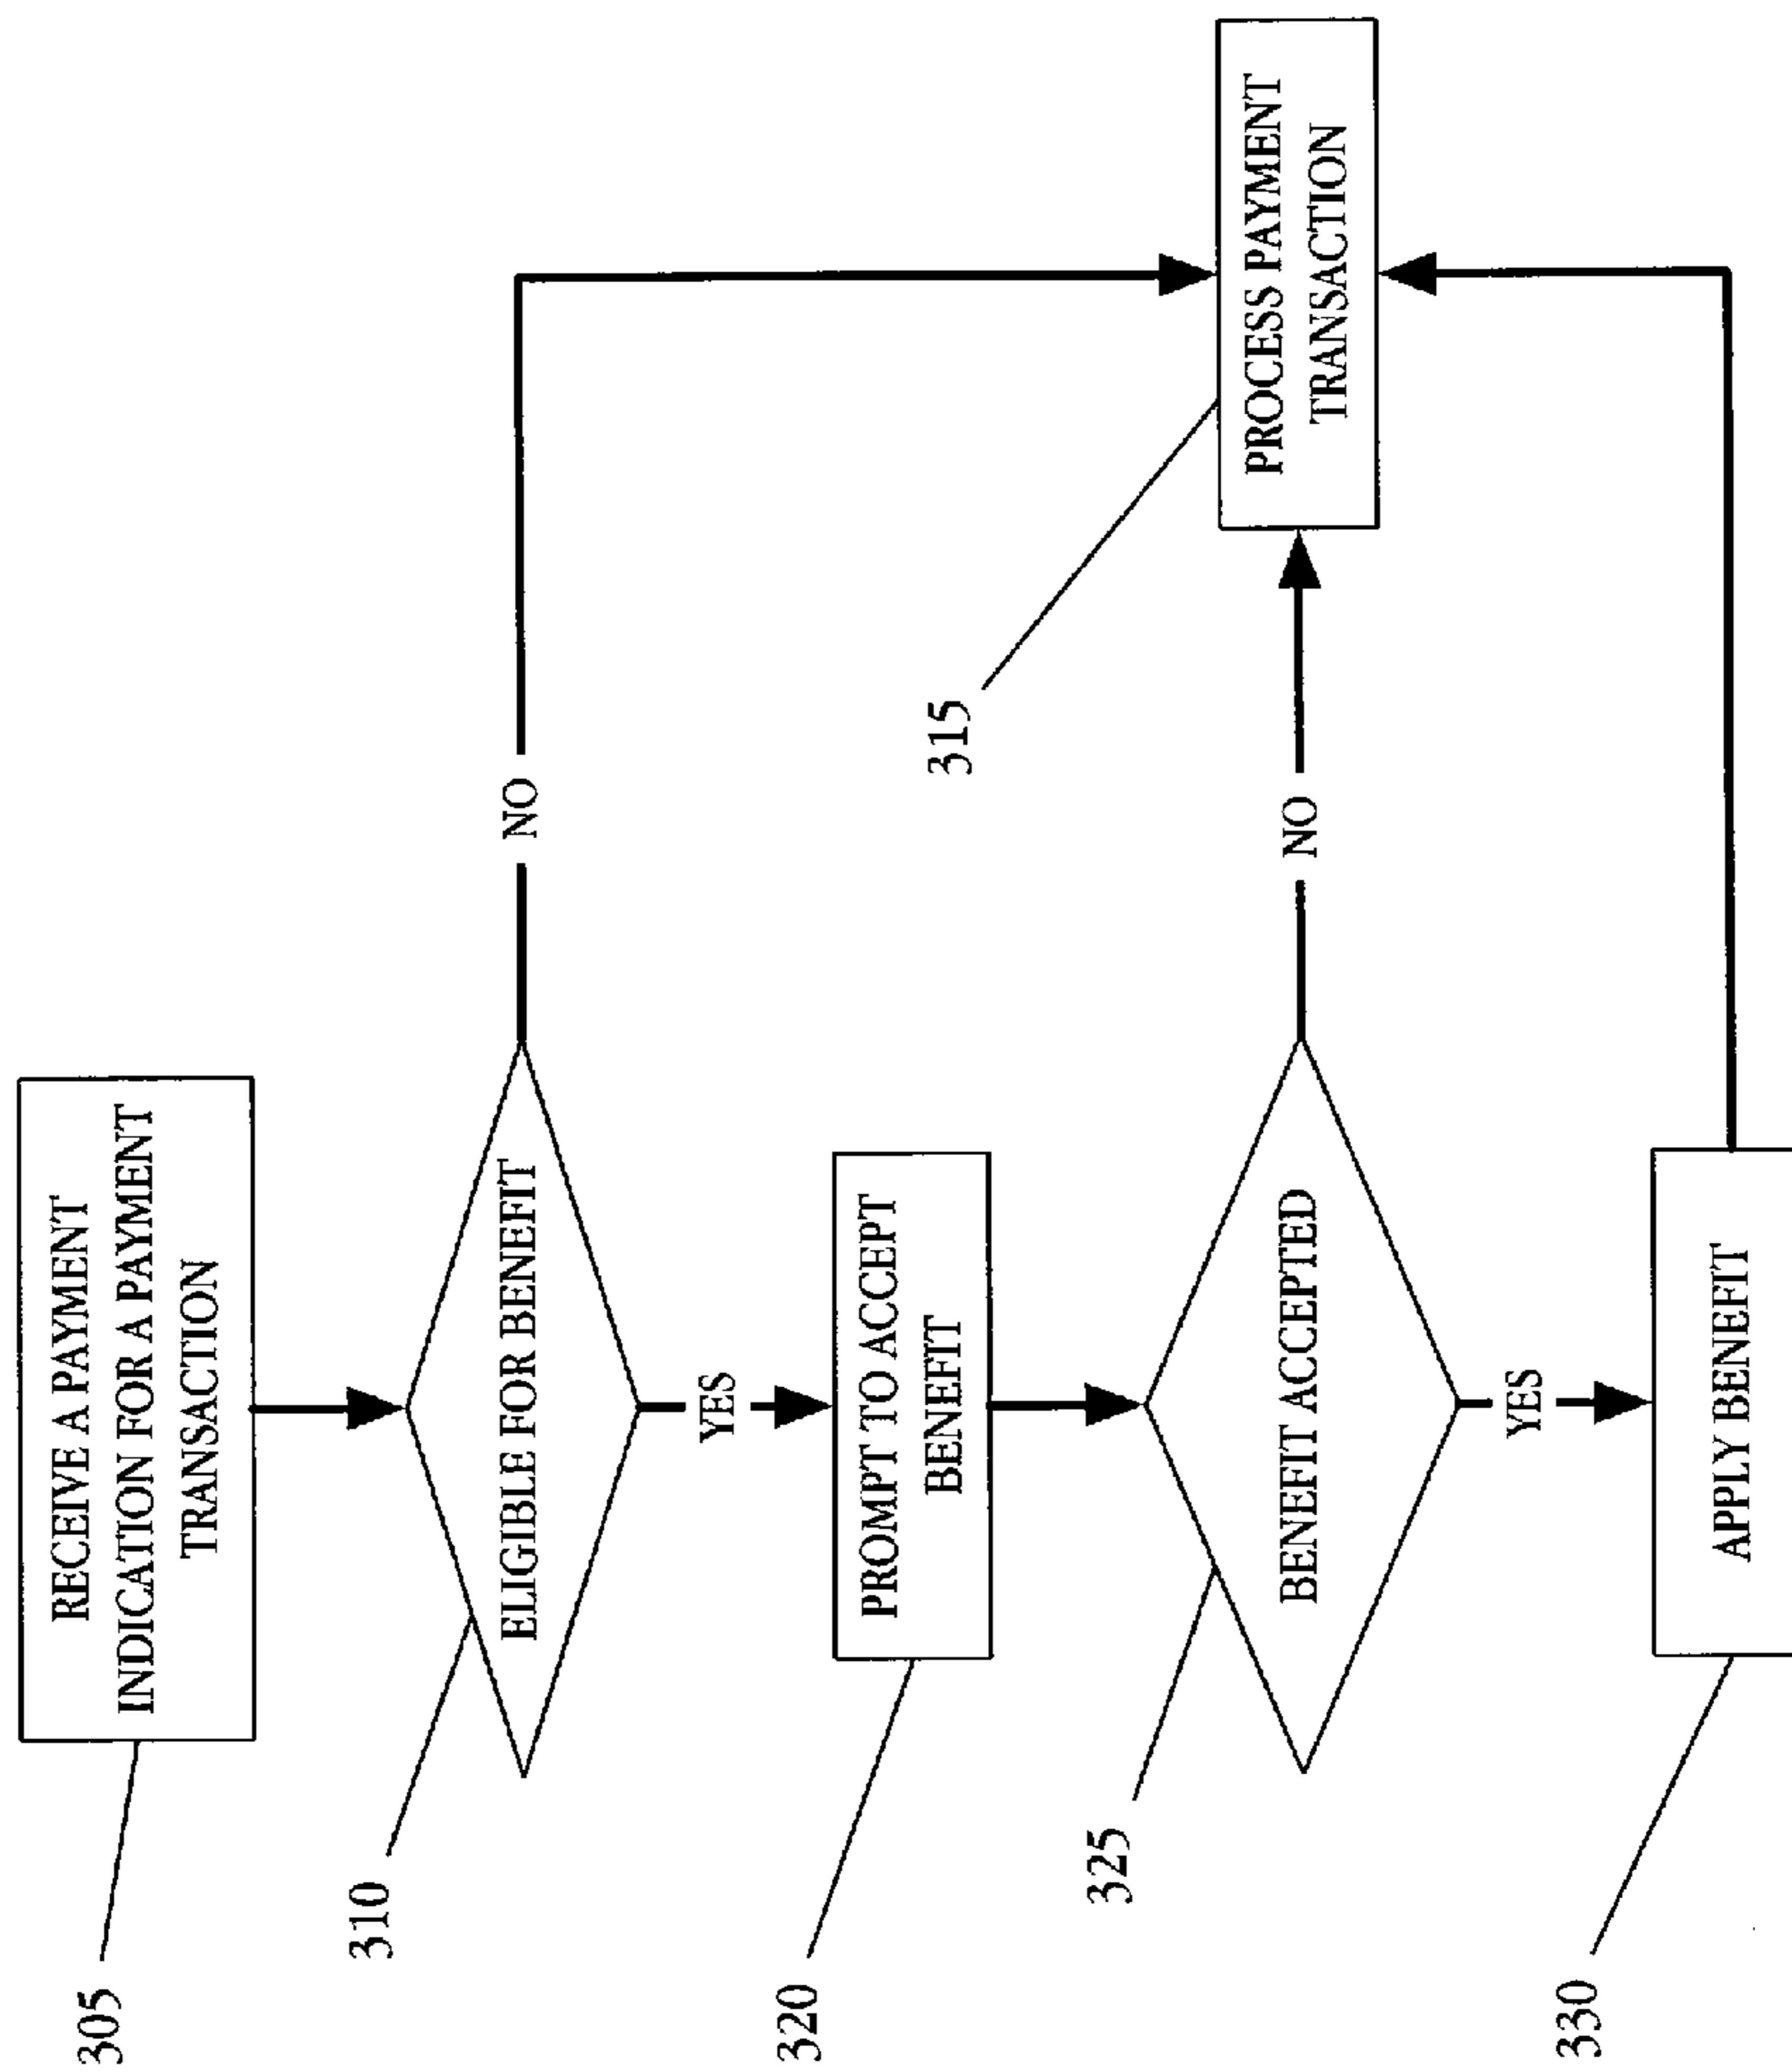 305
RECEIVE A PAYMENT
INDICATION FOR A PAYMENT
TRANSACTION
310
ELIGIBLE FOR BENEFIT
NO
YES
320
PROMPT TO ACCEPT
BENEFIT
315
PROCESS PAYMENT
TRANSACTION
325
BENEFIT ACCEPTED
NO
YES
330
APPLY BENEFIT